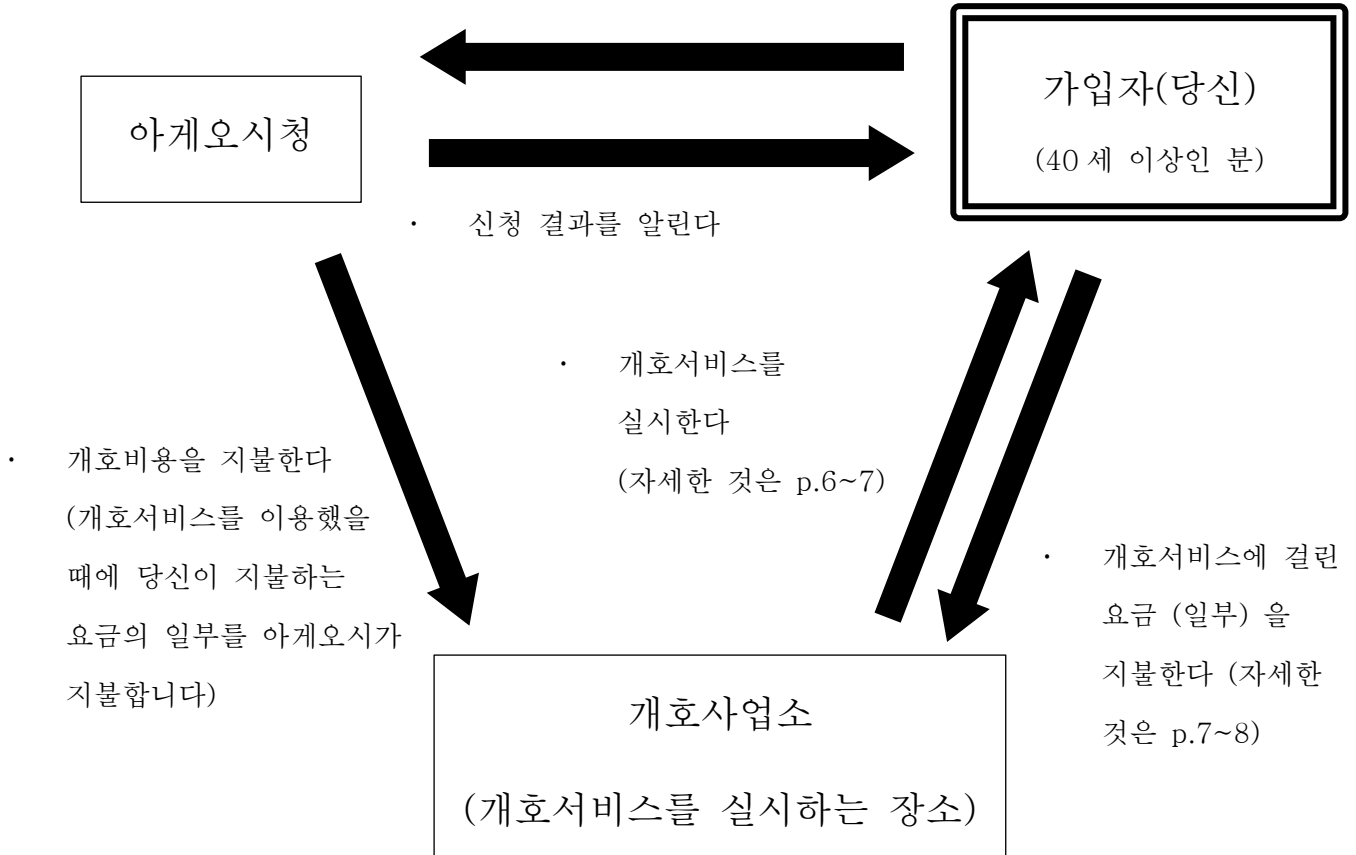 아게오시청
가입자(당신)
(40세 이상인 분)
· 신청 결과를 알린다
· 개호서비스를
실시한다
(자세한 것은 p.6~7)
· 개호비용을 지불한다
(개호서비스를 이용했을
때에 당신이 지불하는
요금의 일부를 아게오시가
지불합니다)
· 개호서비스에 걸린
요금 (일부) 을
지불한다 (자세한
것은 p.7~8)
개호사업소
(개호서비스를 실시하는 장소)